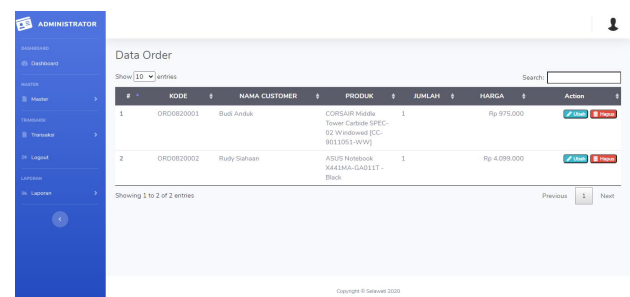 ADMINISTRATOR
DASHBOARD
Dashboard
MASTER
Master
TRANSAKSI
Transaksi
Logout
LAPORAN
Laporan
Data Order
Show 10 entries
Search:
# KODE NAMA CUSTOMER PRODUK JUMLAH HARGA Action
1 ORD0820001 Budi Anduk CORSAIR Middle 1 Rp 975.000 Ubah Hapus
Tower Carbide SPEC-
02 Windowed [CC-
9011051-WW]
2 ORD0820002 Rudy Siahaan ASUS Notebook 1 Rp 4.099.000 Ubah Hapus
X441MA-GA011T -
Black
Showing 1 to 2 of 2 entries
Previous 1 Next
Copyright © Setawatt 2020